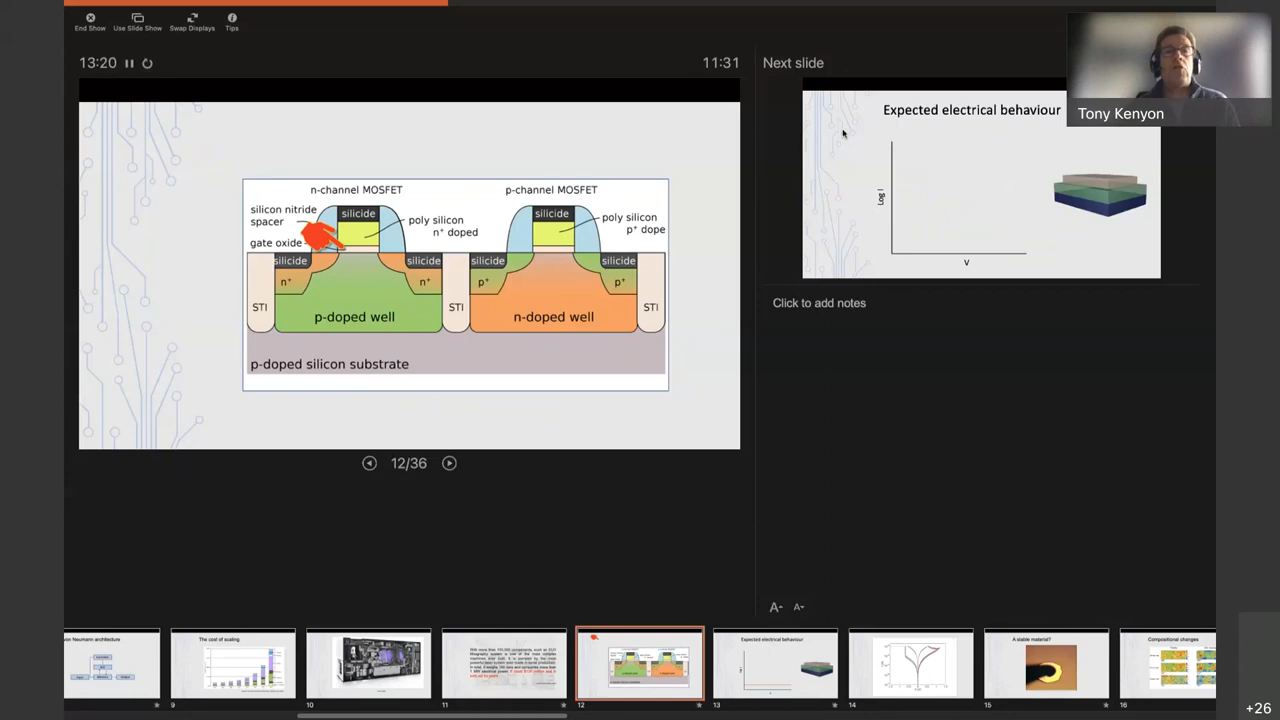 End Show
Use Slide Show
Swap Displays
Tips
13:20
11:31
Next slide
Tony Kenyon
n-channel MOSFET
p-channel MOSFET
silicon nitride
spacer
gate oxide
silicide
poly silicon
n⁺ doped
silicide
poly silicon
p⁺ dope
silicide
silicide
silicide
silicide
n⁺
n⁺
p⁺
p⁺
STI
p-doped well
STI
n-doped well
STI
p-doped silicon substrate
Expected electrical behaviour
Log I
V
Click to add notes
12/36
A
A
von Neumann architecture
The cost of scaling
Expected electrical behaviour
A stable material?
Compositional changes
9
10
11
12
13
14
15
16
+26